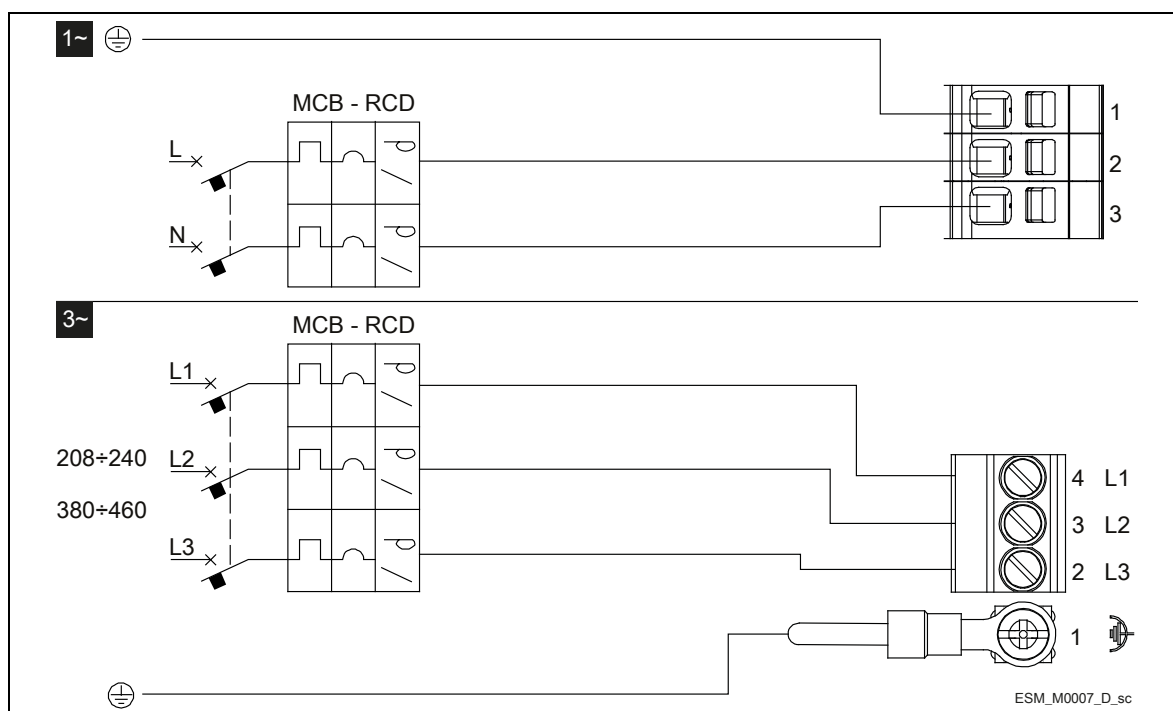 1~
MCB - RCD
L
N
1
2
3
3~
MCB - RCD
L1
208÷240 L2
380÷460
L3
4 L1
3 L2
2 L3
1
ESM_M0007_D_sc